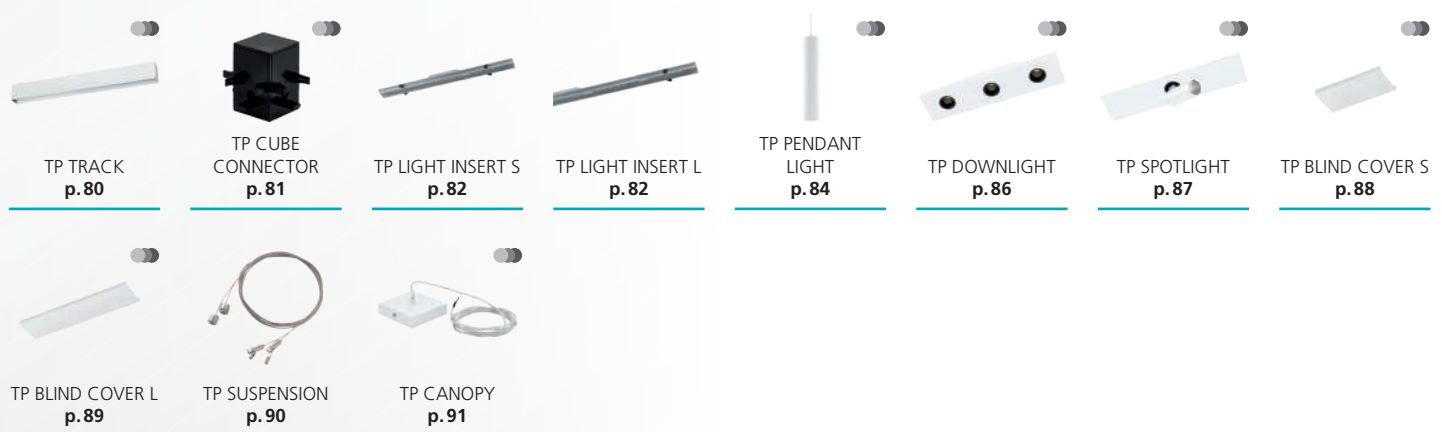 TP TRACK
p.80
TP CUBE
CONNECTOR
p.81
TP LIGHT INSERT S
p.82
TP LIGHT INSERT L
p.82
TP PENDANT
LIGHT
p.84
TP DOWNLIGHT
p.86
TP SPOTLIGHT
p.87
TP BLIND COVER S
p.88
TP BLIND COVER L
p.89
TP SUSPENSION
p.90
TP CANOPY
p.91